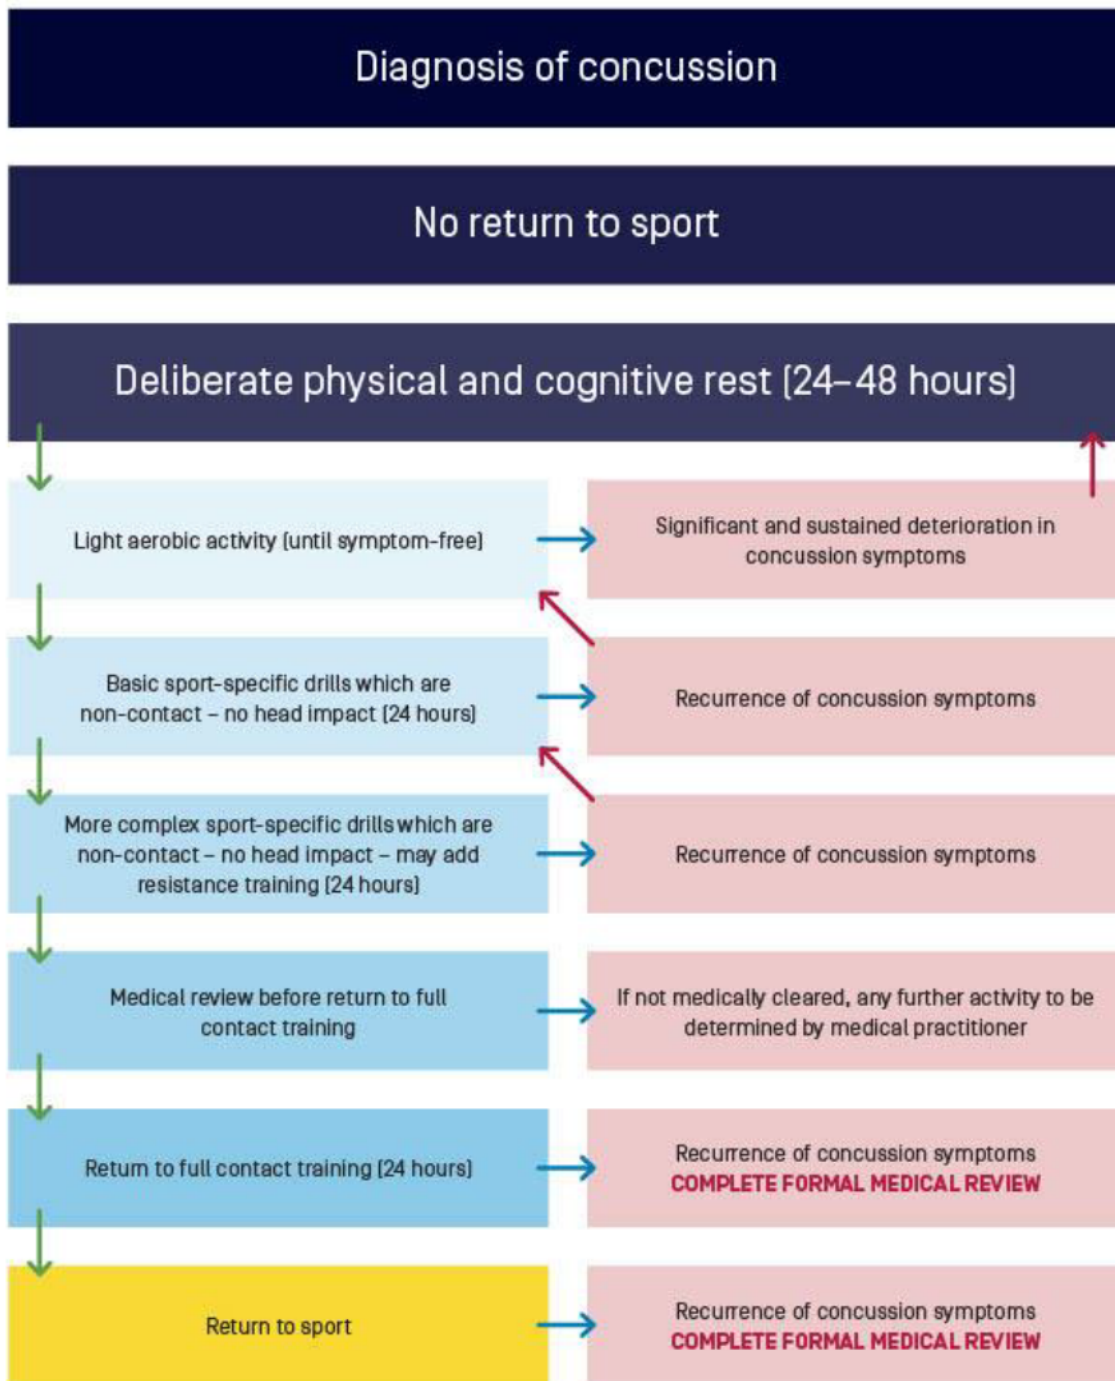 Diagnosis of concussion
No return to sport
Deliberate physical and cognitive rest (24–48 hours)
Light aerobic activity (until symptom-free)
Significant and sustained deterioration in
concussion symptoms
Basic sport-specific drills which are
non-contact – no head impact (24 hours)
Recurrence of concussion symptoms
More complex sport-specific drills which are
non-contact – no head impact – may add
resistance training (24 hours)
Recurrence of concussion symptoms
Medical review before return to full
contact training
If not medically cleared, any further activity to be
determined by medical practitioner
Return to full contact training (24 hours)
Recurrence of concussion symptoms
COMPLETE FORMAL MEDICAL REVIEW
Return to sport
Recurrence of concussion symptoms
COMPLETE FORMAL MEDICAL REVIEW